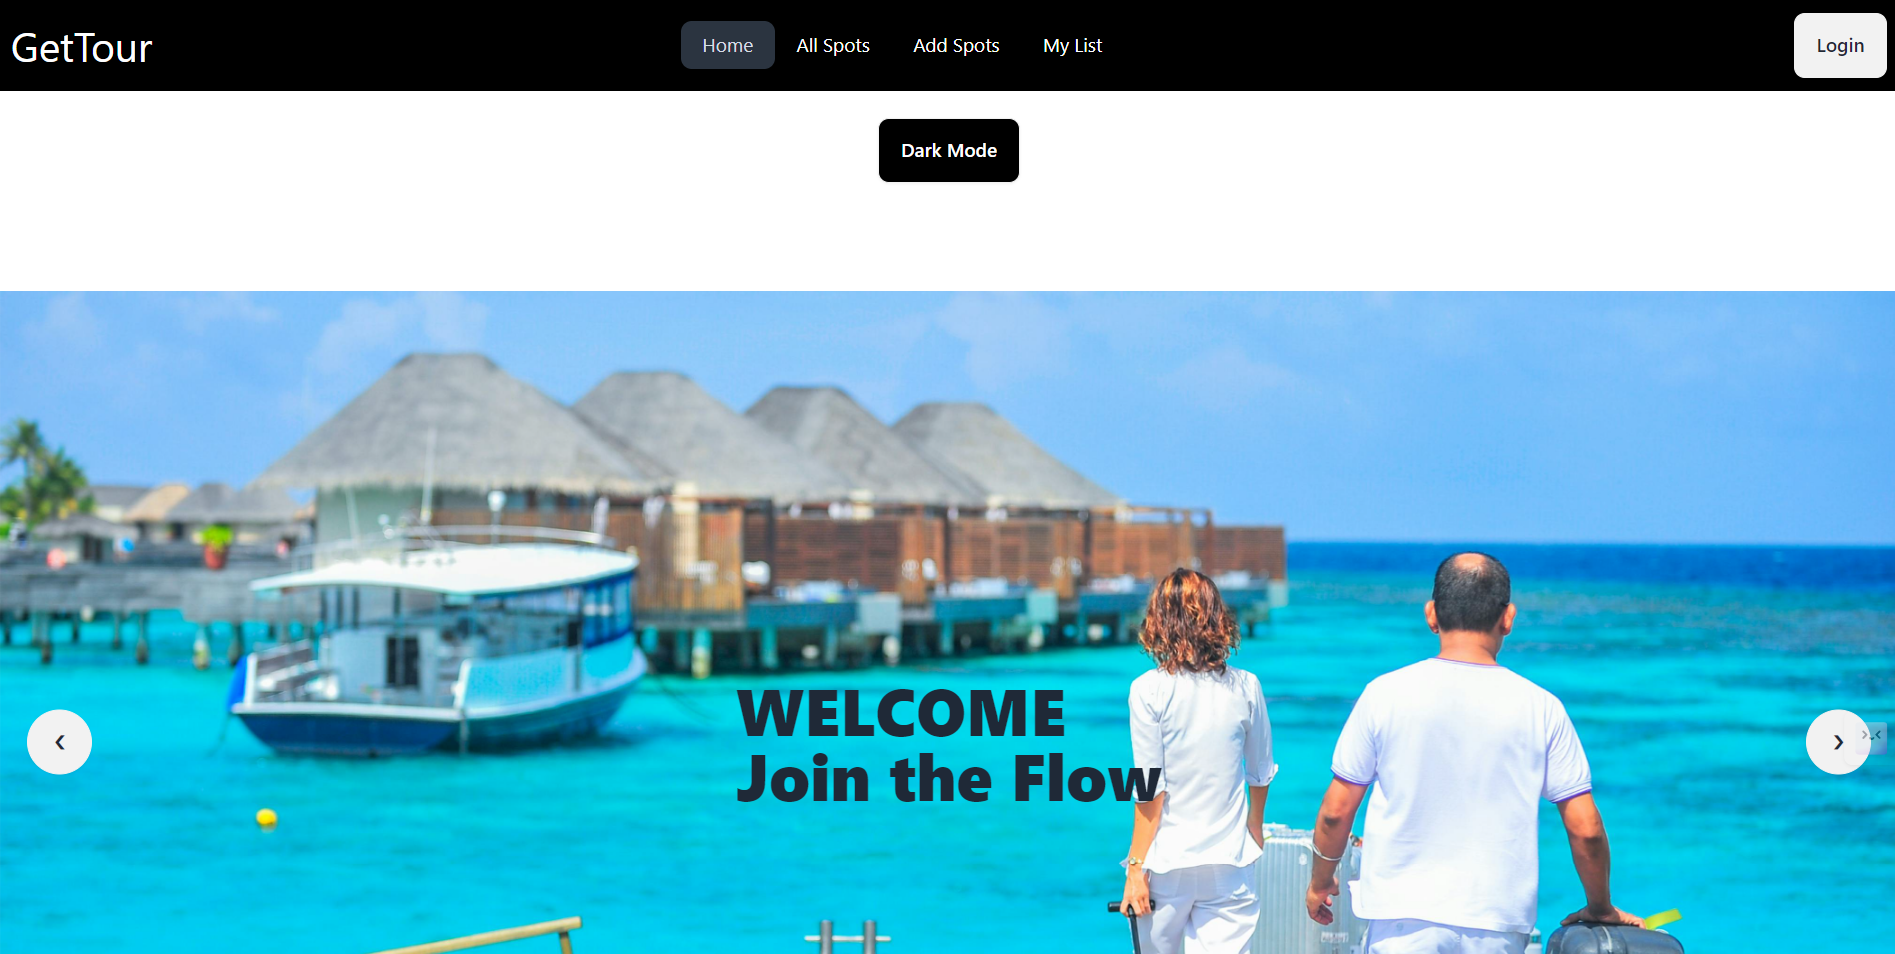 GetTour
Home
All Spots
Add Spots
My List
Login
Dark Mode
WELCOME
Join the Flow